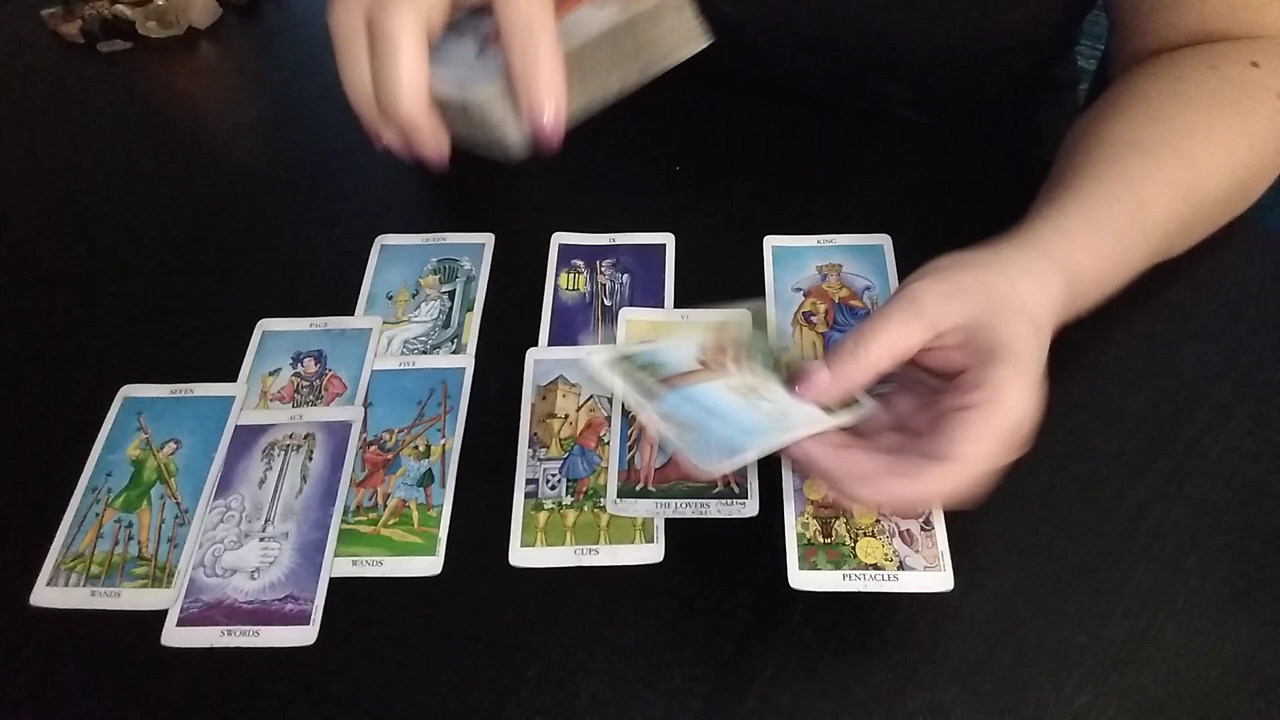 QUEEN
IX
KING
PAGE
VI
FIVE
SEVEN
ACE
THE LOVERS
CUPS
WANDS
PENTACLES
WANDS
SWORDS